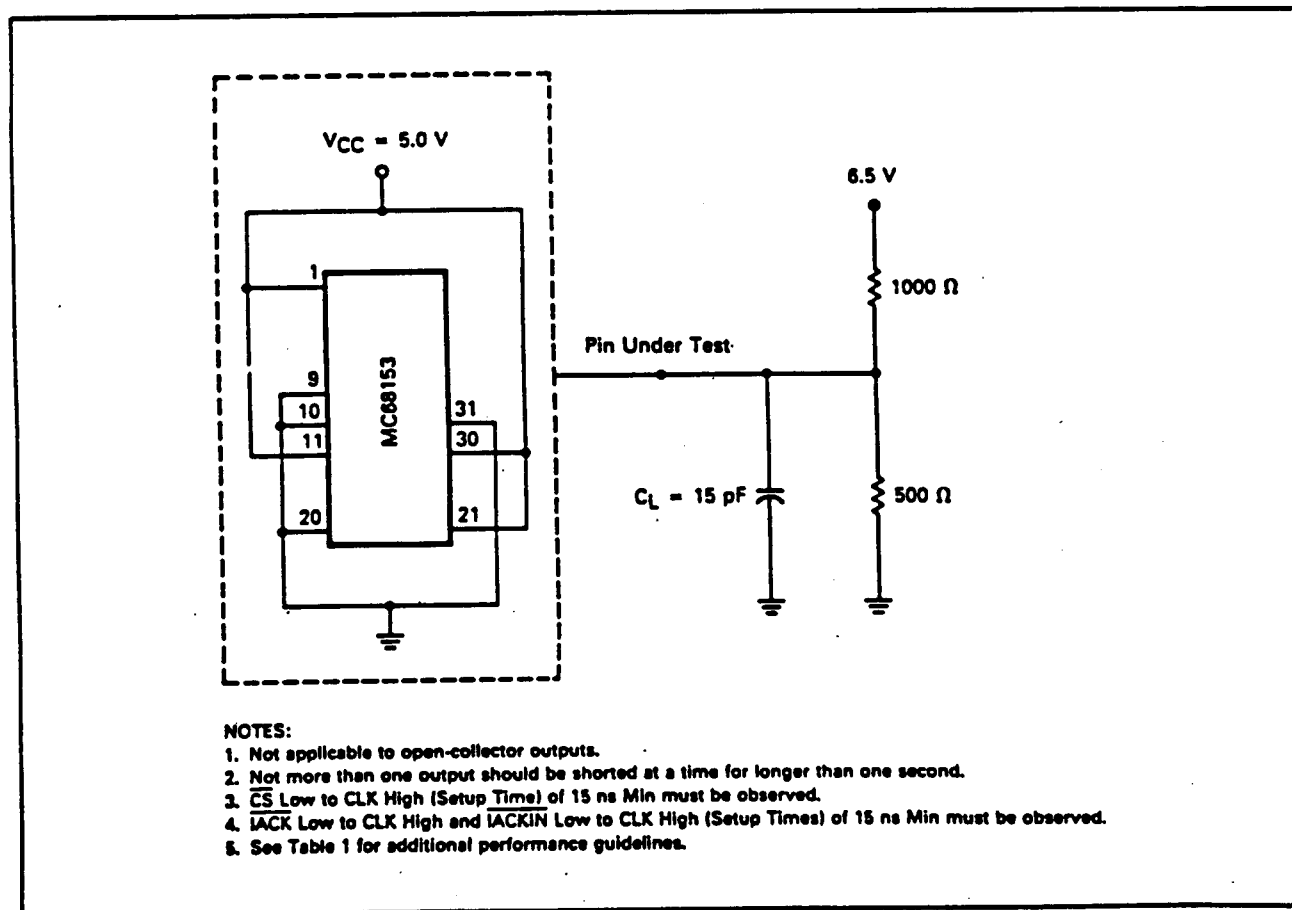 VCC = 5.0 V
6.5 V
1
1000 Ω
Pin Under Test
MC68153
9
10
11
31
30
CL = 15 pF
500 Ω
20
21
NOTES:
1. Not applicable to open-collector outputs.
2. Not more than one output should be shorted at a time for longer than one second.
3. C̅S̅ Low to CLK High (Setup Time) of 15 ns Min must be observed.
4. I̅A̅C̅K̅ Low to CLK High and I̅A̅C̅K̅I̅N̅ Low to CLK High (Setup Times) of 15 ns Min must be observed.
5. See Table 1 for additional performance guidelines.